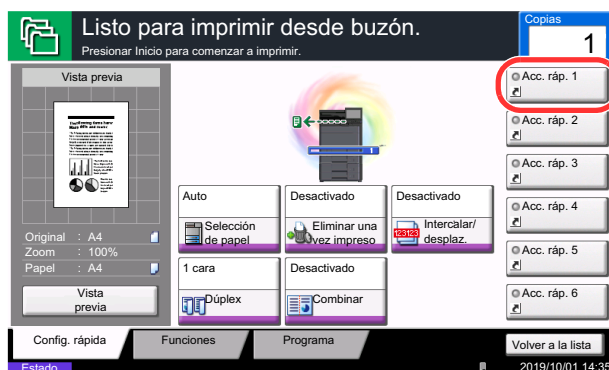 Listo para imprimir desde buzón.
Presionar Inicio para comenzar a imprimir.
Copias
1
Vista previa
Original : A4
Zoom : 100%
Papel : A4
Vista
previa
Auto
Selección
de papel
Desactivado
Eliminar una
vez impreso
Desactivado
123123
Intercalar/
desplaz.
1 cara
Dúplex
Desactivado
Combinar
Acc. ráp. 1
Acc. ráp. 2
Acc. ráp. 3
Acc. ráp. 4
Acc. ráp. 5
Acc. ráp. 6
Config. rápida
Funciones
Programa
Volver a la lista
Estado
2019/10/01 14:35